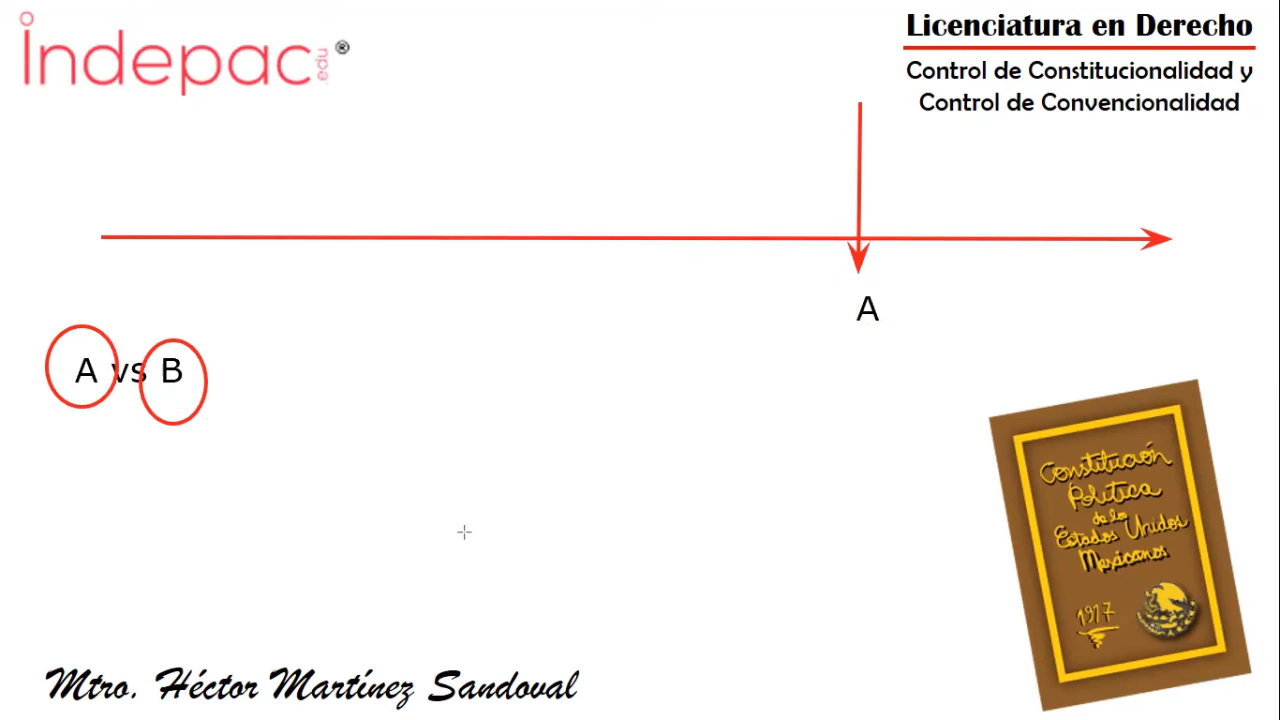 indepac.edu ®
Licenciatura en Derecho
Control de Constitucionalidad y
Control de Convencionalidad
A
A vs B
Constitución
Política
de los
Estados Unidos
Mexicanos
1917
Mtro. Héctor Martínez Sandoval